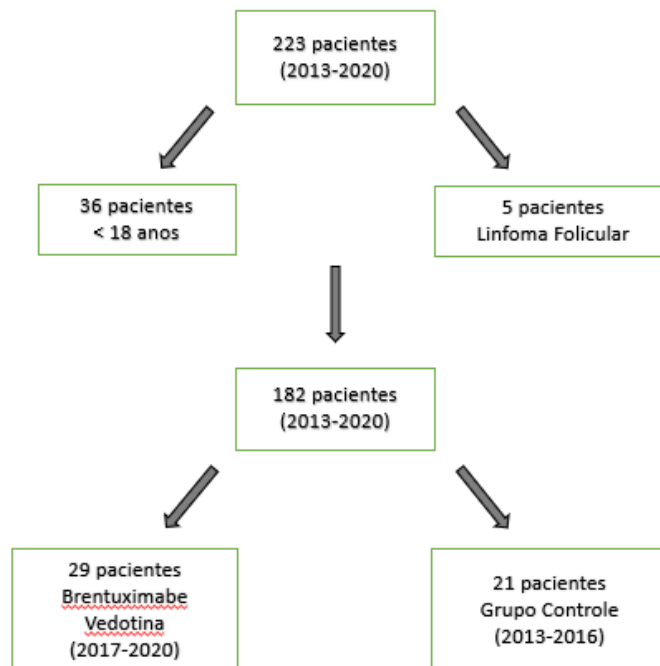 223 pacientes
(2013-2020)
36 pacientes
< 18 anos
5 pacientes
Linfoma Folicular
182 pacientes
(2013-2020)
29 pacientes
Brentuximabe
Vedotina
(2017-2020)
21 pacientes
Grupo Controle
(2013-2016)